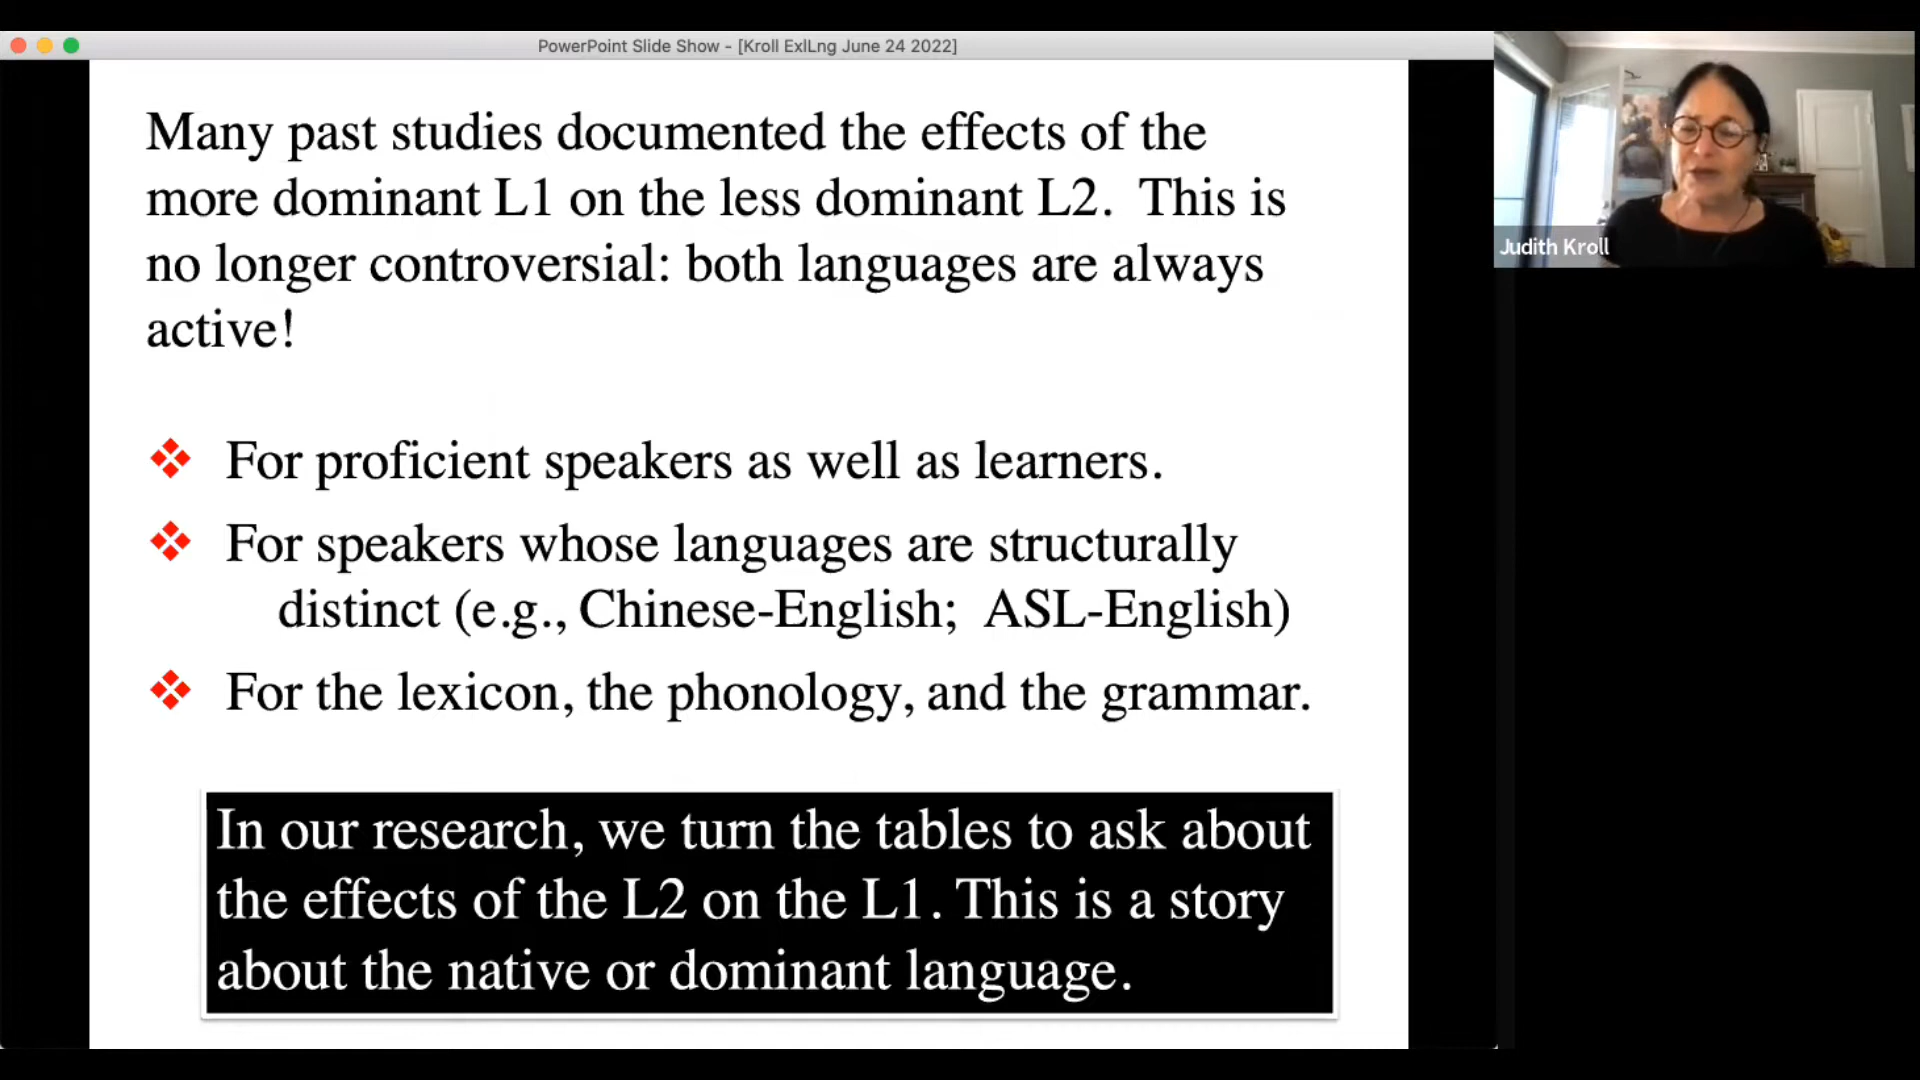 PowerPoint Slide Show - [Kroll ExlLng June 24 2022]
Many past studies documented the effects of the
more dominant L1 on the less dominant L2.  This is
no longer controversial: both languages are always
active!
For proficient speakers as well as learners.
For speakers whose languages are structurally
distinct (e.g., Chinese-English;  ASL-English)
For the lexicon, the phonology, and the grammar.
In our research, we turn the tables to ask about
the effects of the L2 on the L1. This is a story
about the native or dominant language.
Judith Kroll